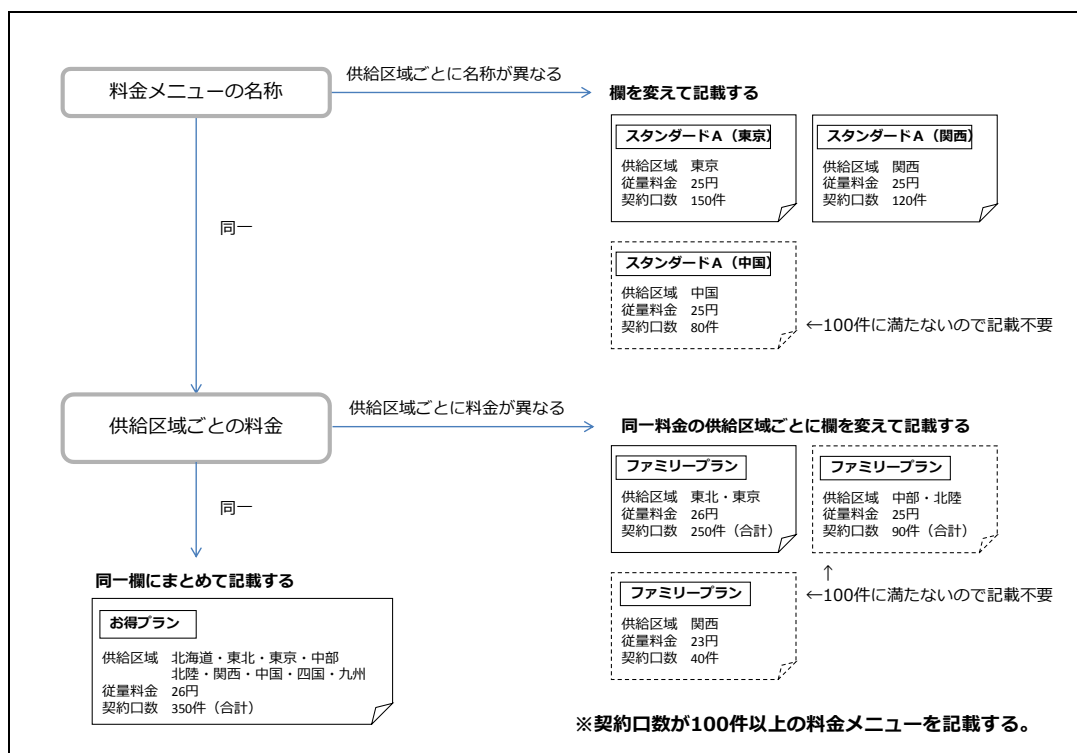 料金メニューの名称
供給区域ごとに名称が異なる
欄を変えて記載する
スタンダードA（東京）
供給区域　東京
従量料金　25円
契約口数　150件
スタンダードA（関西）
供給区域　関西
従量料金　25円
契約口数　120件
同一
スタンダードA（中国）
供給区域　中国
従量料金　25円
契約口数　80件
←100件に満たないので記載不要
供給区域ごとの料金
供給区域ごとに料金が異なる
同一料金の供給区域ごとに欄を変えて記載する
ファミリープラン
供給区域　東北・東京
従量料金　26円
契約口数　250件（合計）
ファミリープラン
供給区域　中部・北陸
従量料金　25円
契約口数　90件（合計）
同一
↑
←100件に満たないので記載不要
ファミリープラン
供給区域　関西
従量料金　23円
契約口数　40件
同一欄にまとめて記載する
お得プラン
供給区域　北海道・東北・東京・中部
北陸・関西・中国・四国・九州
従量料金　26円
契約口数　350件（合計）
※契約口数が100件以上の料金メニューを記載する。